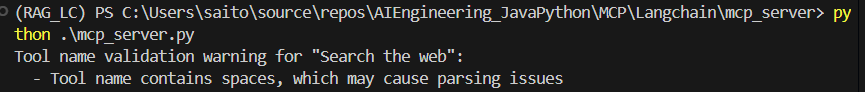 (RAG_LC) PS C:\Users\saito\source\repos\AIEngineering_JavaPython\MCP\Langchain\mcp_server> py
thon .\mcp_server.py
Tool name validation warning for "Search the web":
  - Tool name contains spaces, which may cause parsing issues